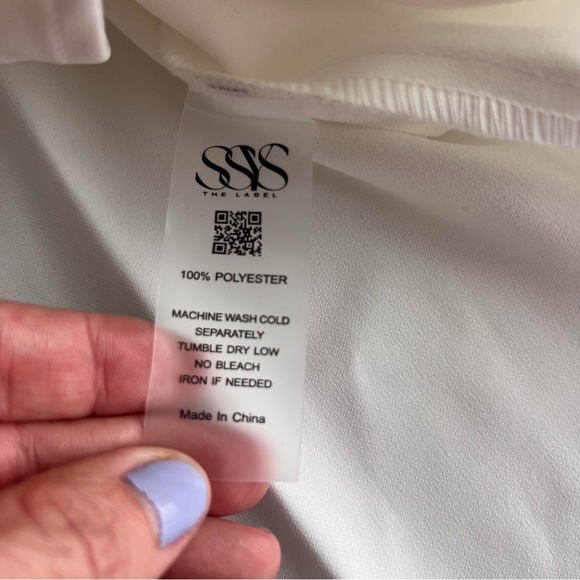 SSYS
THE LABEL
100% POLYESTER
MACHINE WASH COLD
SEPARATELY
TUMBLE DRY LOW
NO BLEACH
IRON IF NEEDED
Made In China